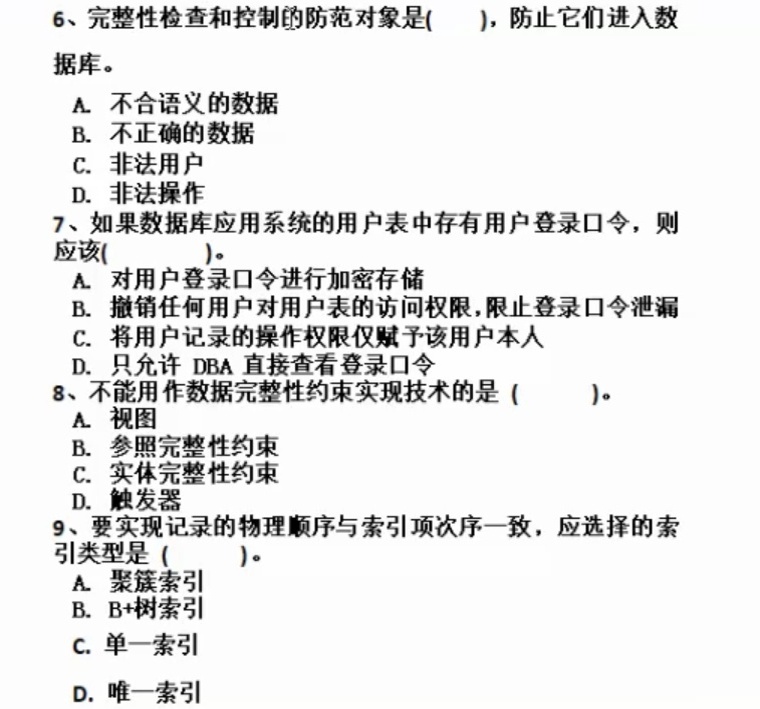 6、完整性检查和控制的防范对象是(    ), 防止它们进入数
据库。
A. 不合语义的数据
B. 不正确的数据
C. 非法用户
D. 非法操作
7、如果数据库应用系统的用户表中存有用户登录口令，则
应该(        )。
A. 对用户登录口令进行加密存储
B. 撤销任何用户对用户表的访问权限,限止登录口令泄漏
C. 将用户记录的操作权限仅赋予该用户本人
D. 只允许 DBA 直接查看登录口令
8、不能用作数据完整性约束实现技术的是 (      )。
A. 视图
B. 参照完整性约束
C. 实体完整性约束
D. 触发器
9、要实现记录的物理顺序与索引项次序一致，应选择的索
引类型是 (      )。
A. 聚簇索引
B. B+树索引
C. 单一索引
D. 唯一索引